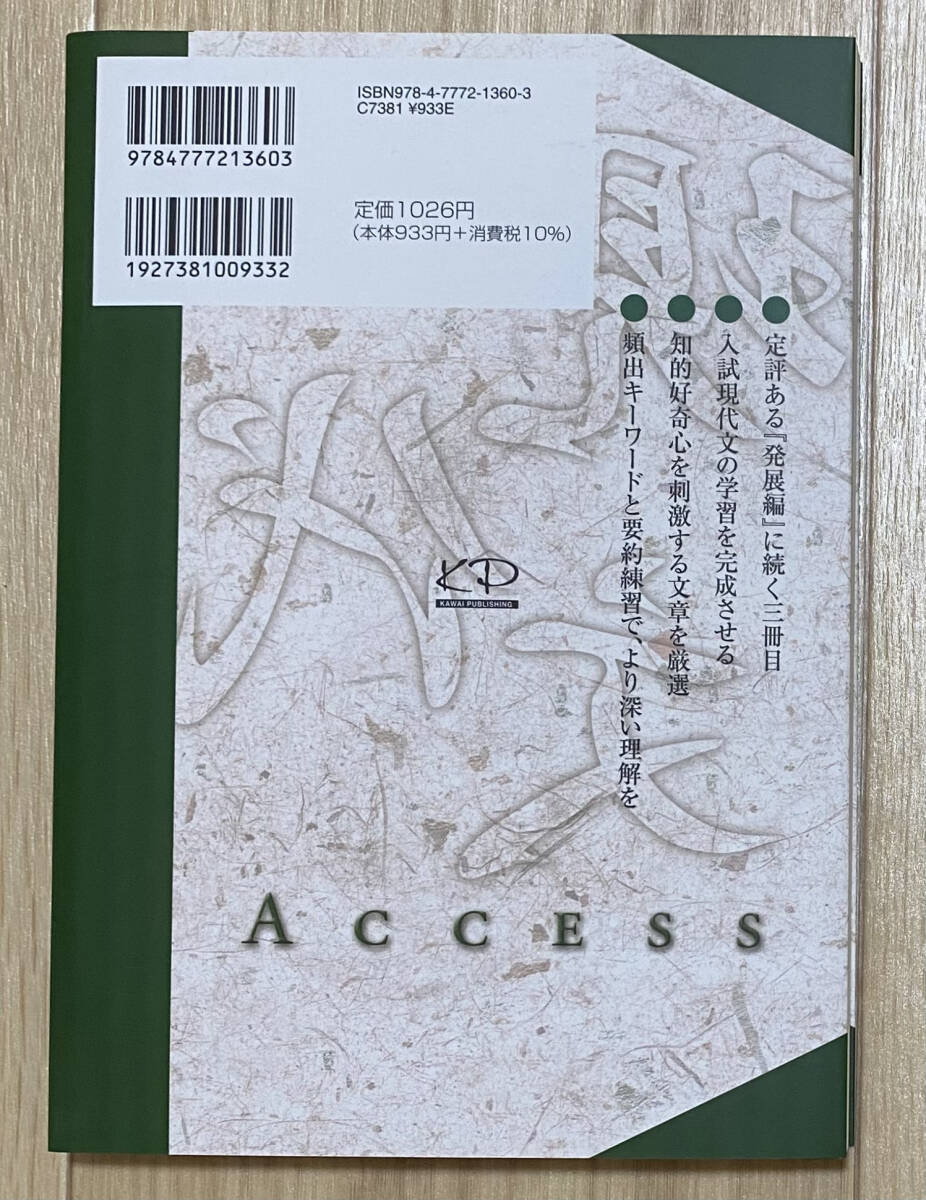 ISBN978-4-7772-1360-3
C7381 ¥933E
9784777213603
定価1026円
(本体933円+消費税10%)
1927381009332
●定評ある『発展編』に続く三冊目
●入試現代文の学習を完成させる
●知的好奇心を刺激する文章を厳選
●頻出キーワードと要約練習で、より深い理解を
KP
KAWAI PUBLISHING
ACCESS